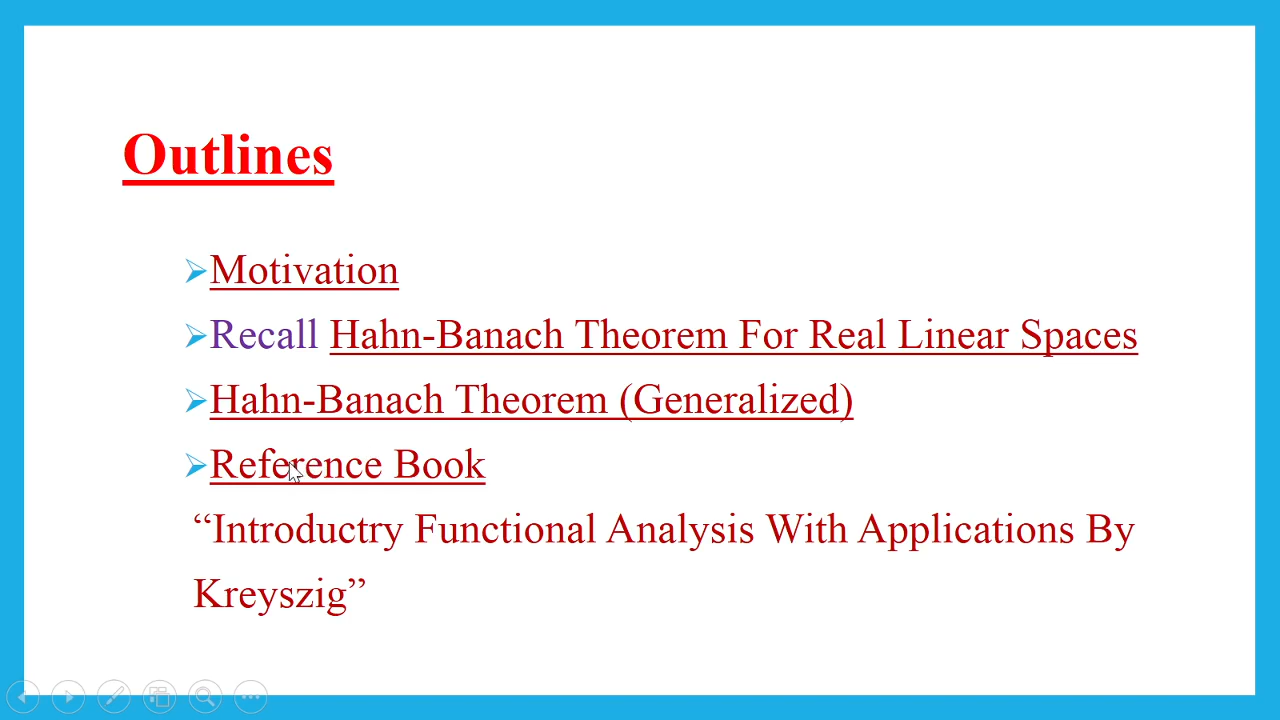 Outlines
Motivation
Recall Hahn-Banach Theorem For Real Linear Spaces
Hahn-Banach Theorem (Generalized)
Reference Book
“Introductry Functional Analysis With Applications By
Kreyszig”